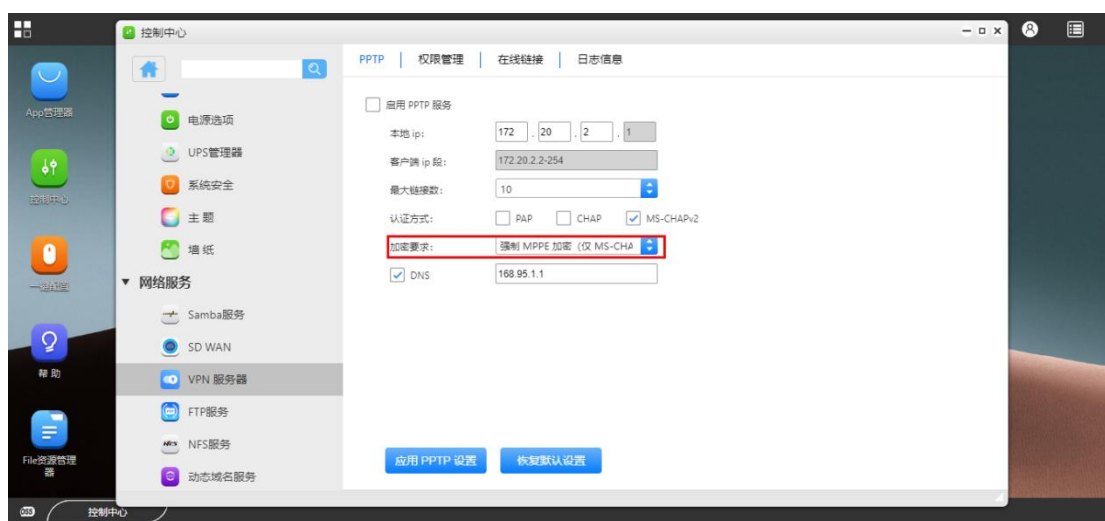 控制中心
App管理器
控制中心
帮 助
File资源管理
器
电源选项
UPS管理器
系统安全
主 题
墙 纸
网络服务
Samba服务
SD WAN
VPN 服务器
FTP服务
NFS服务
动态域名服务
PPTP
权限管理
在线链接
日志信息
启用 PPTP 服务
本地 ip: 172 . 20 . 2 . 1
客户端 ip 段: 172.20.2.2-254
最大链接数: 10
认证方式: PAP CHAP MS-CHAPv2
加密要求: 强制 MPPE 加密（仅 MS-CHA
DNS 168.95.1.1
应用 PPTP 设置 恢复默认设置
控制中心